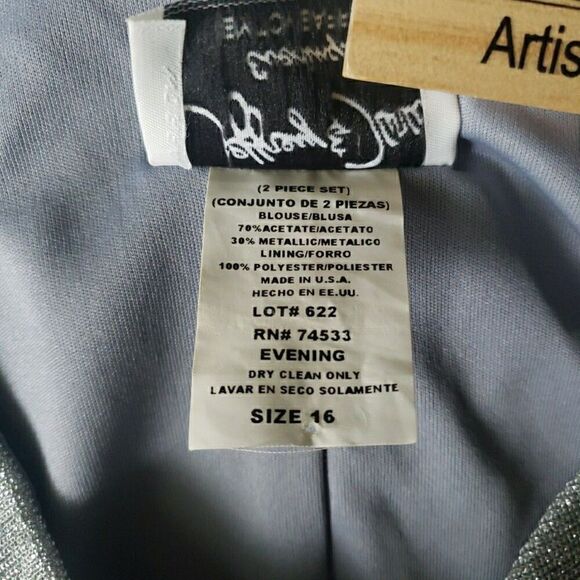 Artis
(2 PIECE SET)
(CONJUNTO DE 2 PIEZAS)
BLOUSE/BLUSA
70%ACETATE/ACETATO
30% METALLIC/METALICO
LINING/FORRO
100% POLYESTER/POLIESTER
MADE IN U.S.A.
HECHO EN EE.UU.
LOT# 622
RN# 74533
EVENING
DRY CLEAN ONLY
LAVAR EN SECO SOLAMENTE
SIZE 16